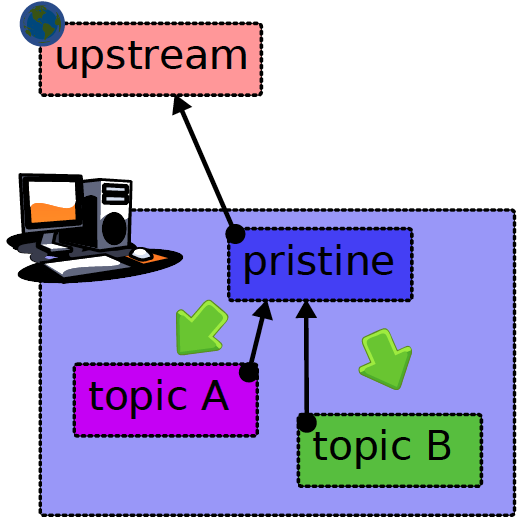 upstream
pristine
topic A
topic B